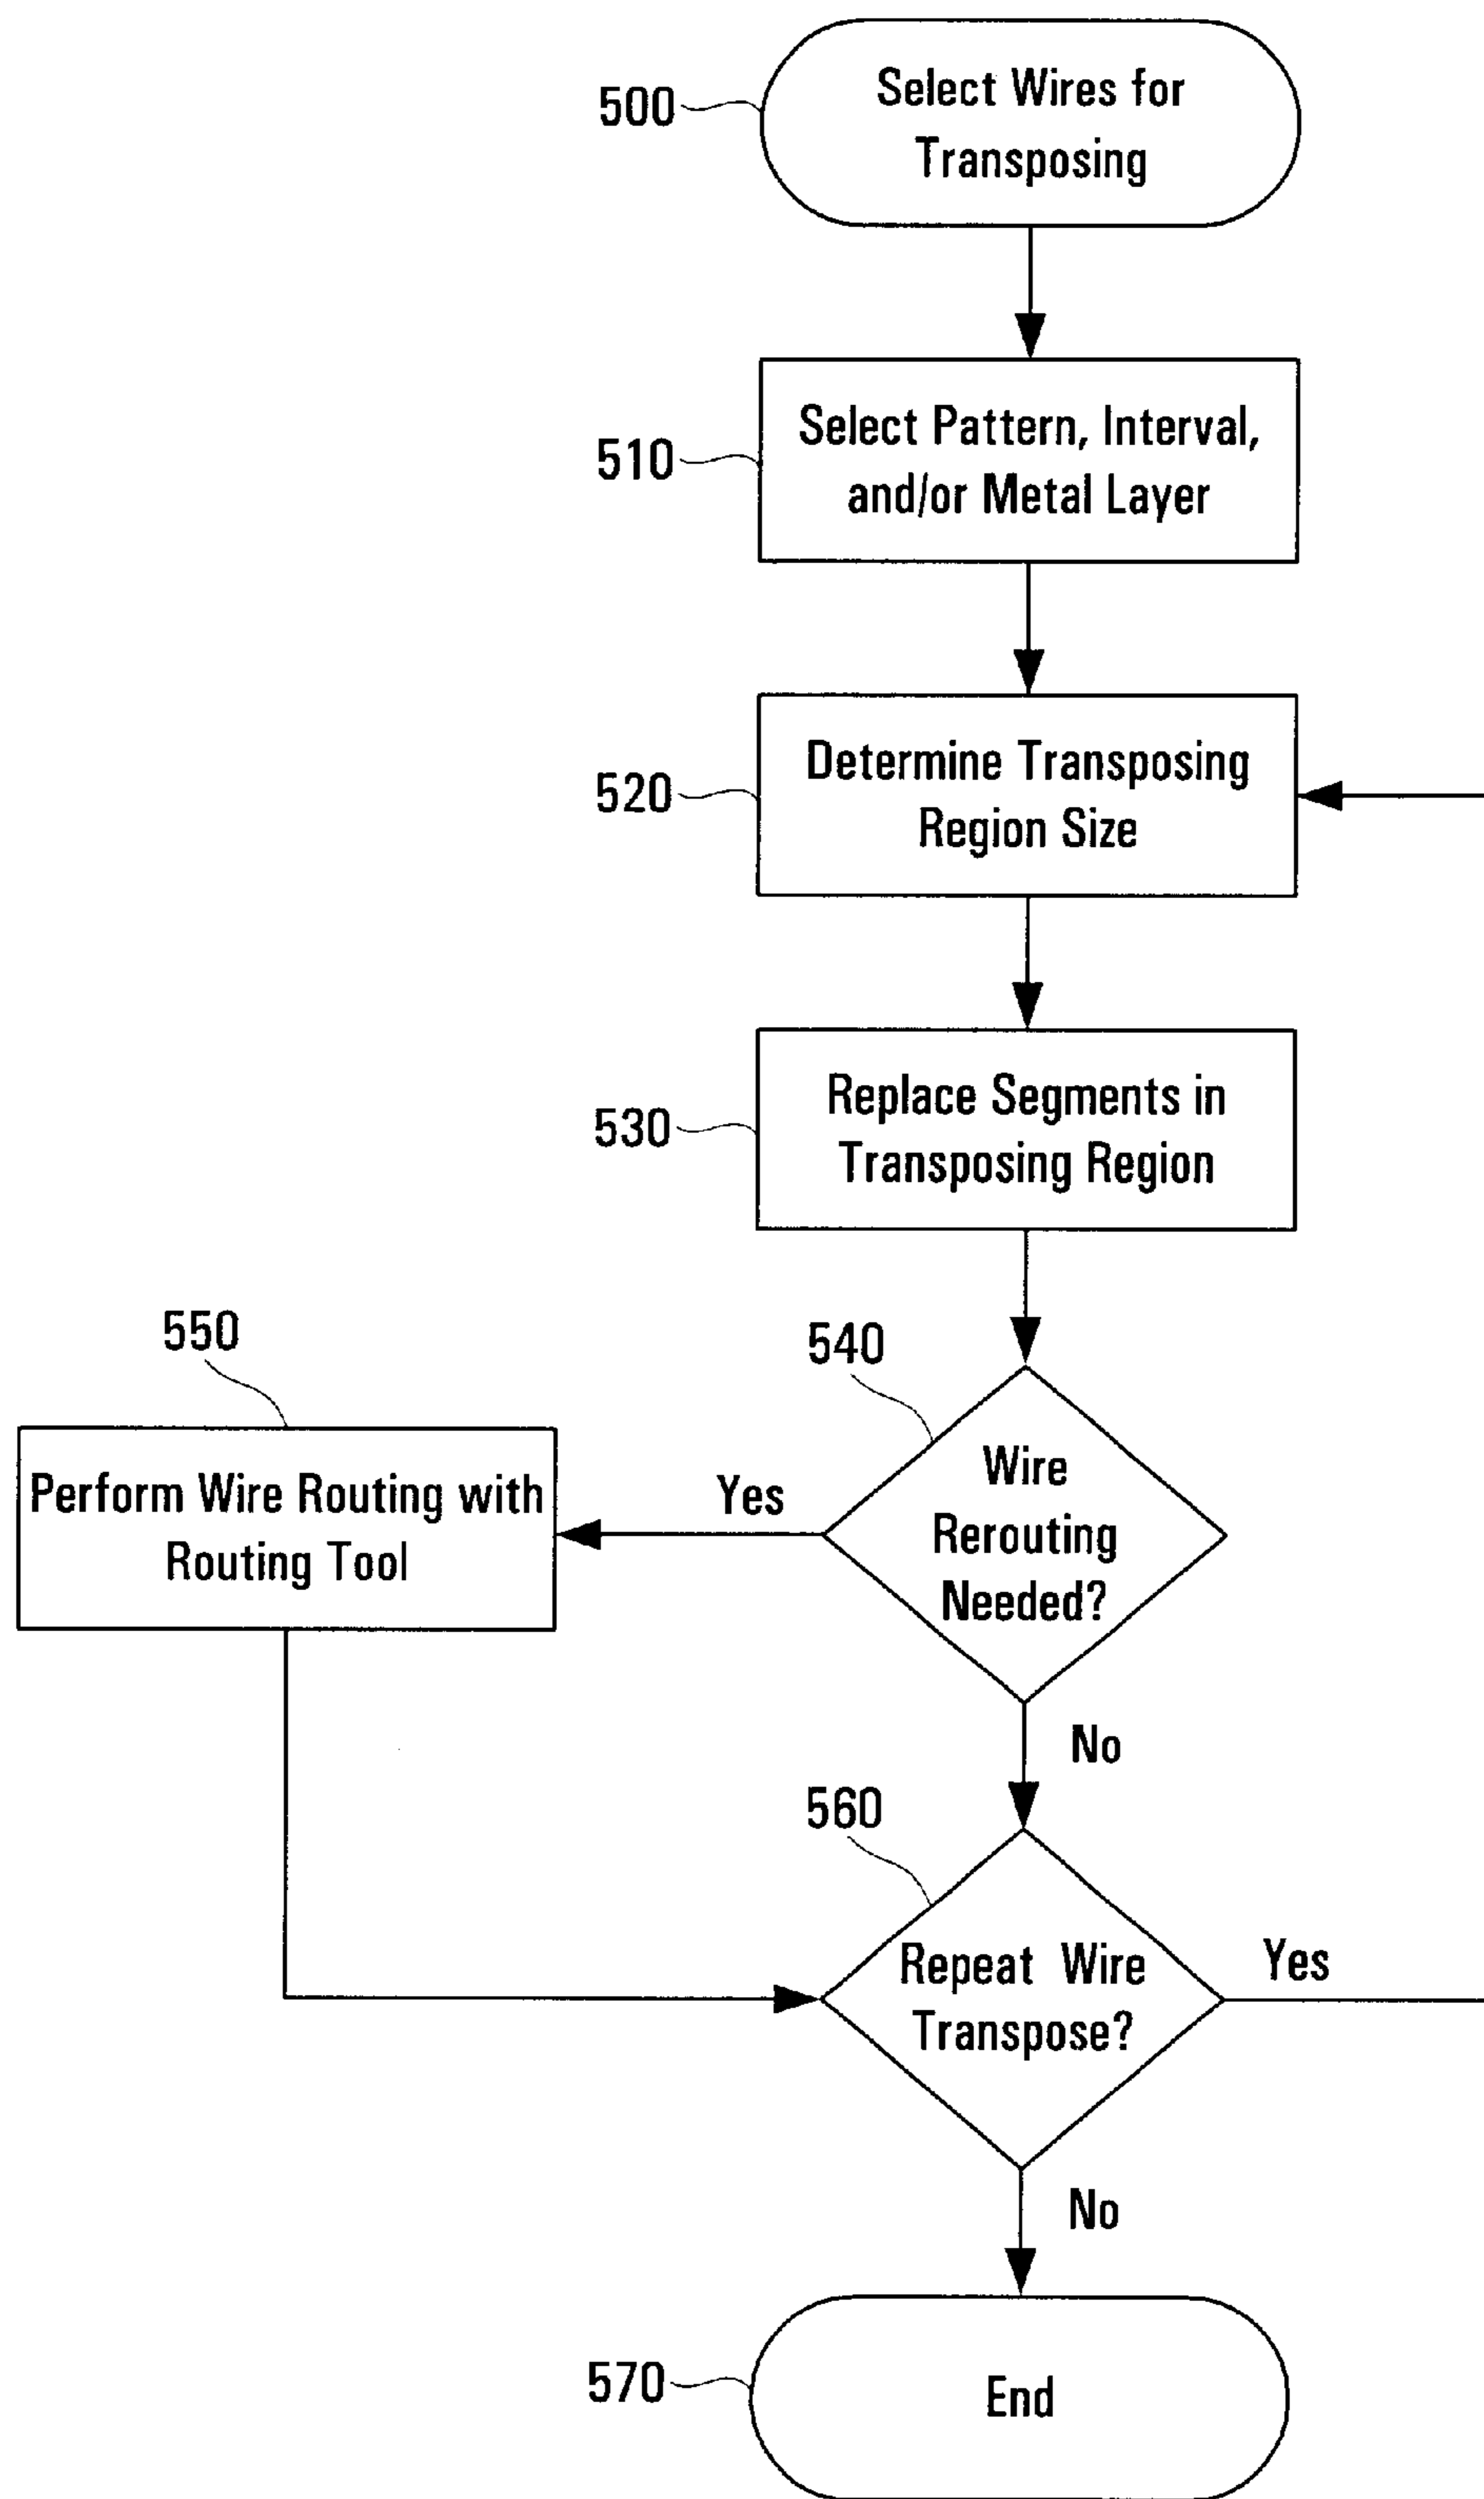 500
Select Wires for
Transposing
510
Select Pattern, Interval,
and/or Metal Layer
520
Determine Transposing
Region Size
530
Replace Segments in
Transposing Region
540
Wire
Rerouting
Needed?
Yes
550
Perform Wire Routing with
Routing Tool
No
560
Repeat Wire
Transpose?
Yes
No
570
End